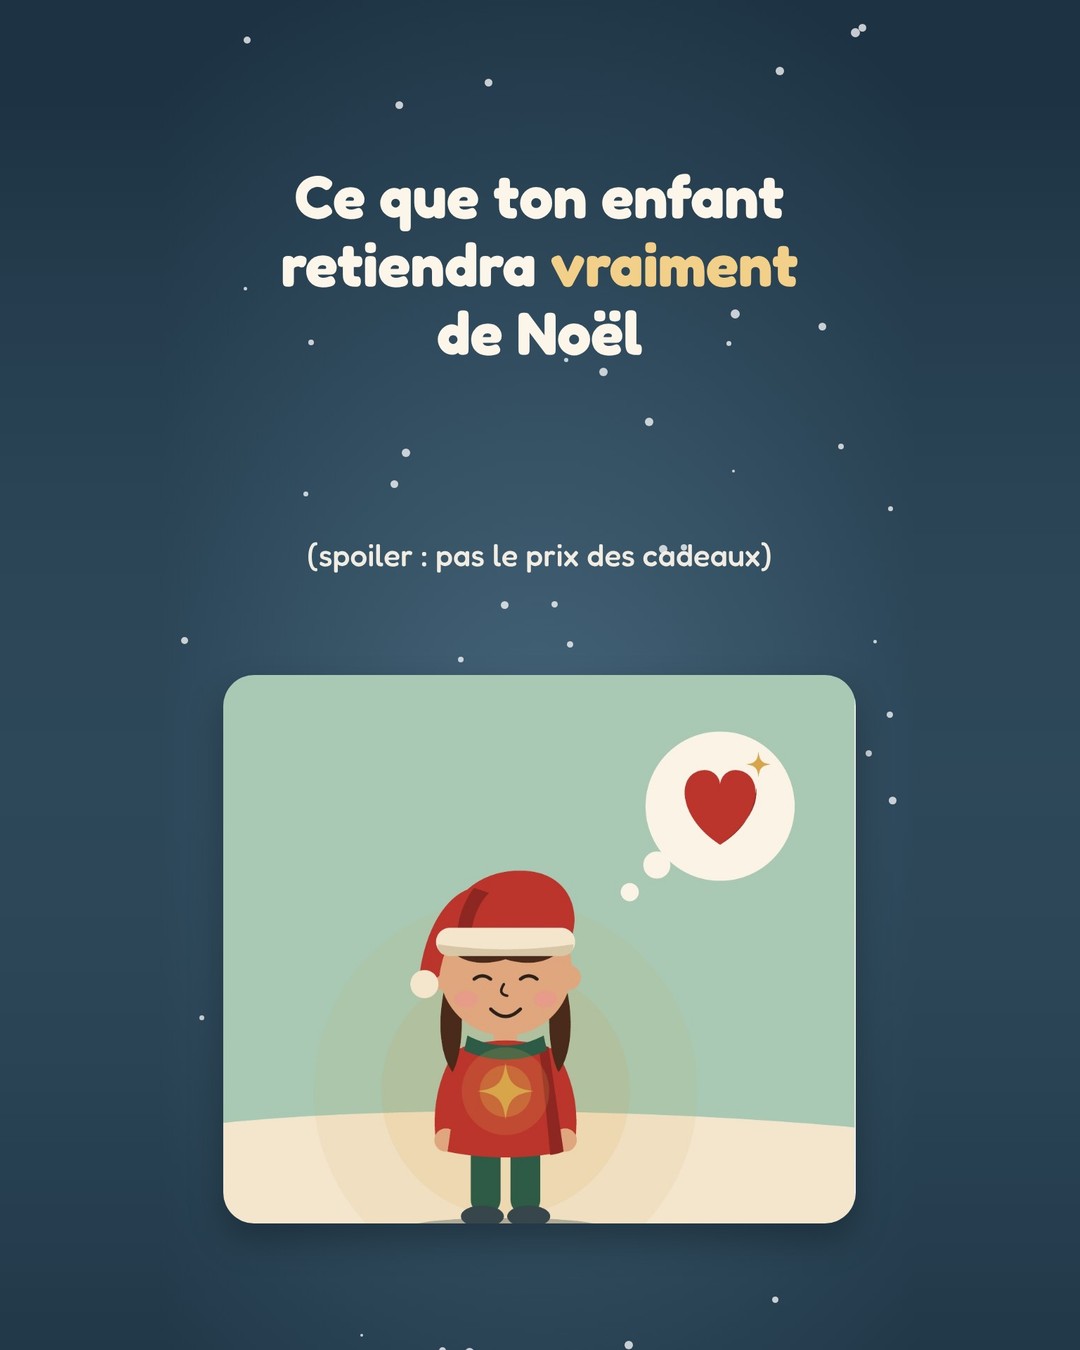 Ce que ton enfant
retiendra vraiment
de Noël
(spoiler : pas le prix des cadeaux)